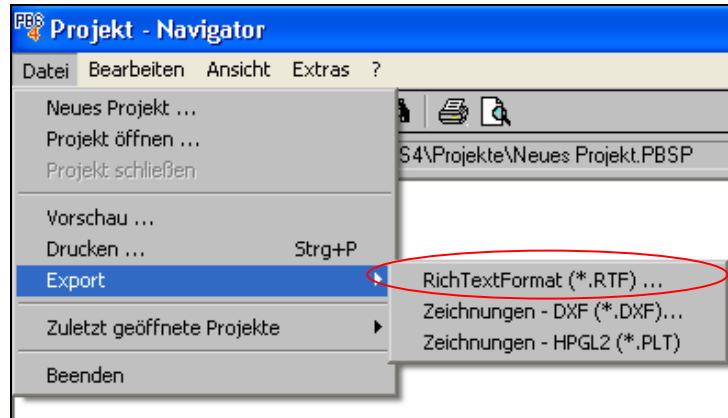 PBS 4 Projekt - Navigator
Datei Bearbeiten Ansicht Extras ?
Neues Projekt ...
Projekt öffnen ...
S4\Projekte\Neues Projekt.PBSP
Projekt schließen
Vorschau ...
Drucken ... Strg+P
Export
RichTextFormat (*.RTF) ...
Zeichnungen - DXF (*.DXF)...
Zuletzt geöffnete Projekte
Zeichnungen - HPGL2 (*.PLT)
Beenden